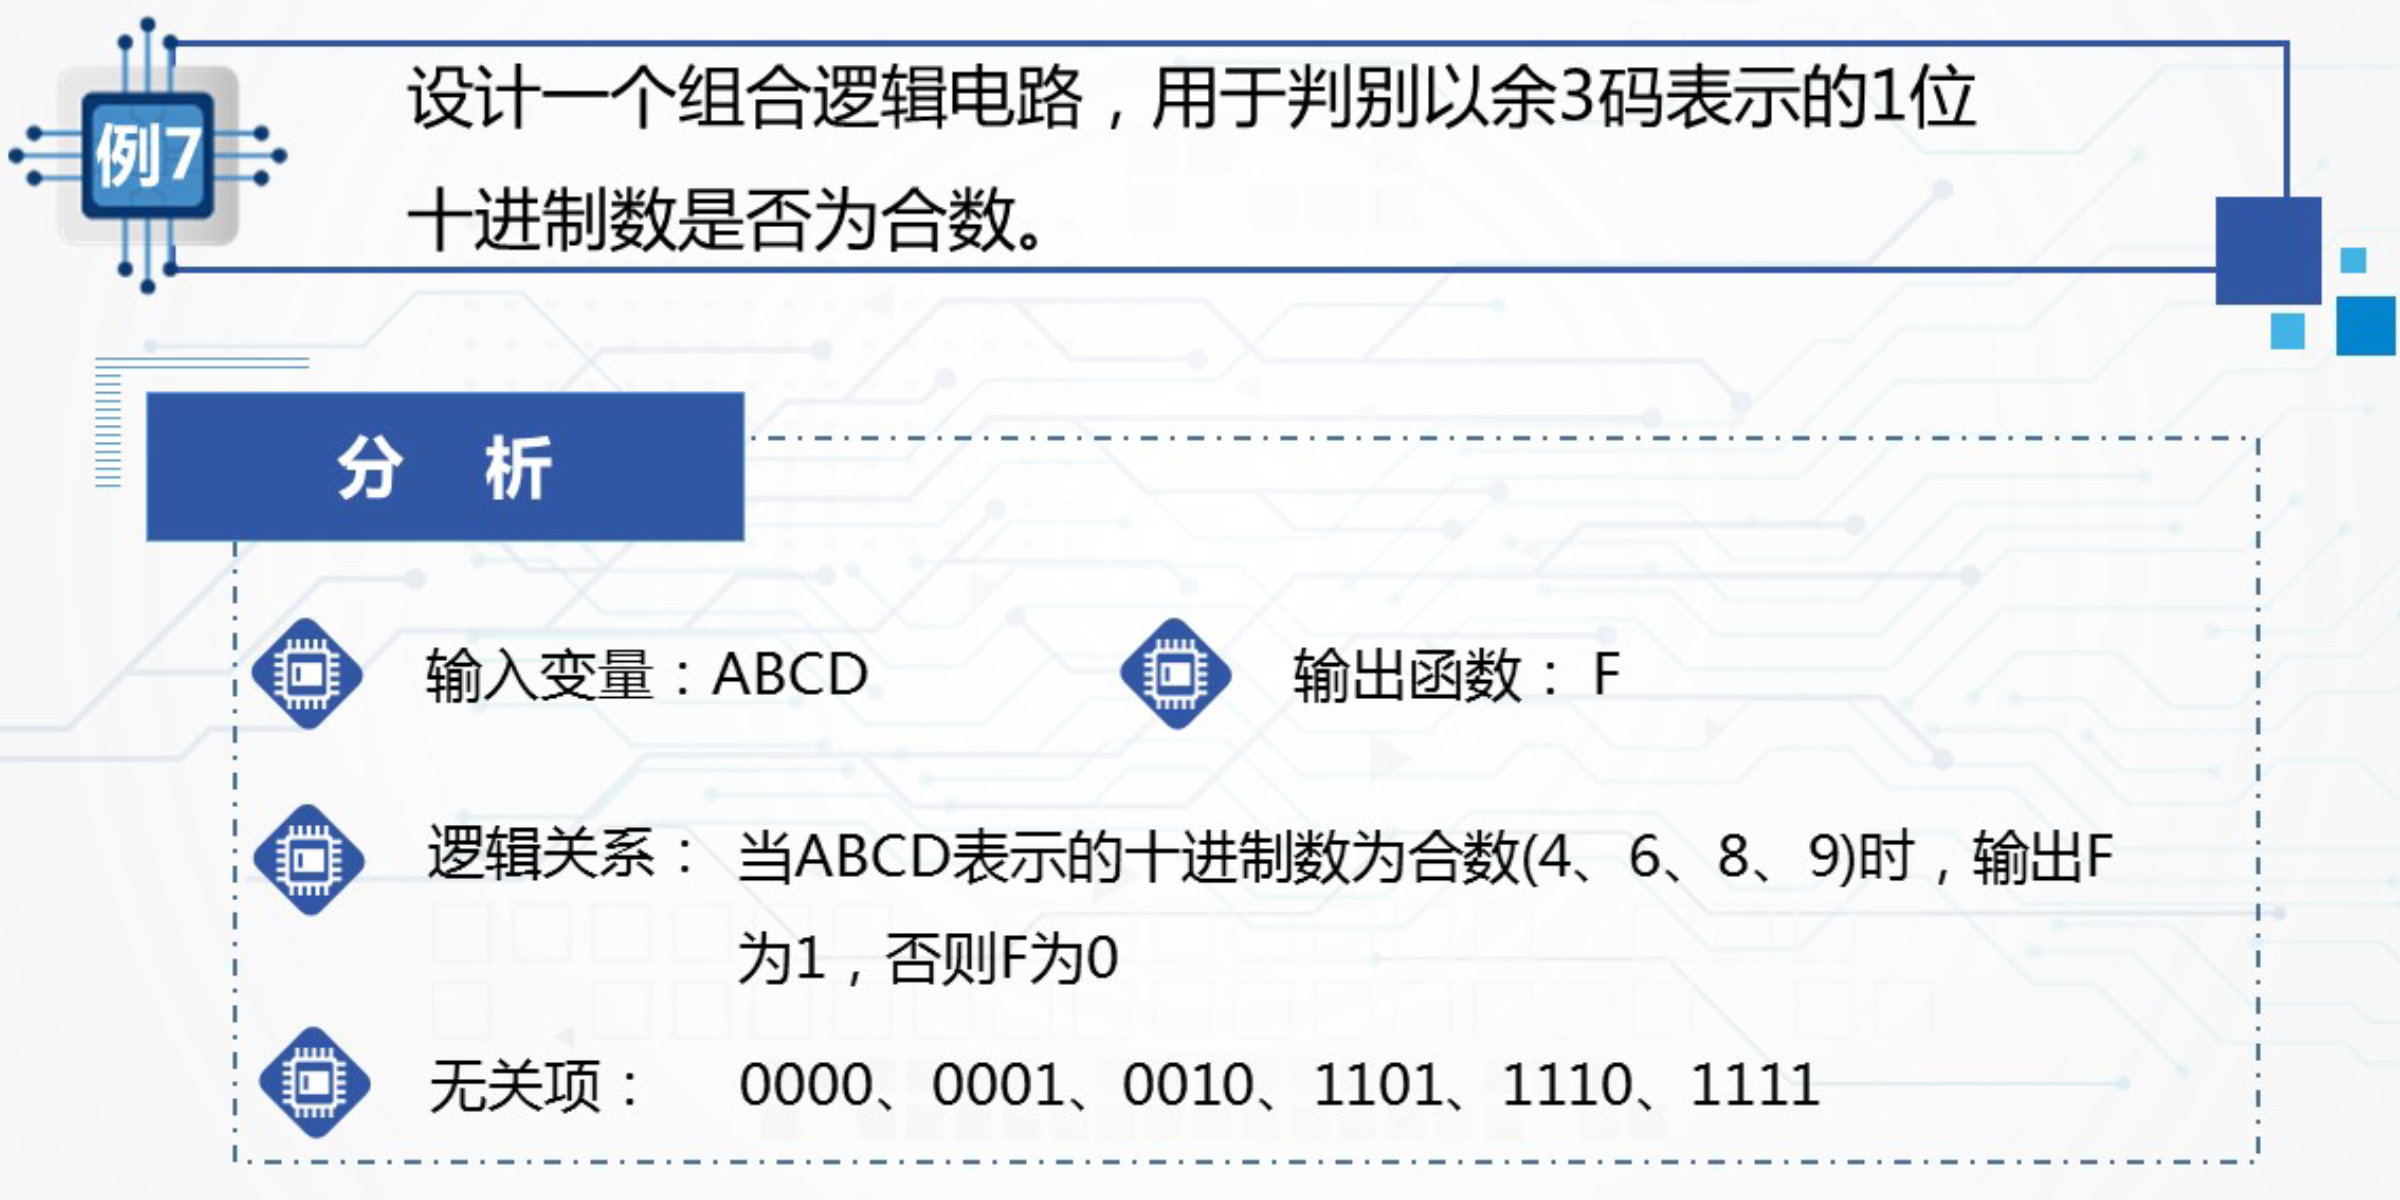 例7
设计一个组合逻辑电路，用于判别以余3码表示的1位
十进制数是否为合数。
分 析
输入变量：ABCD
输出函数： F
逻辑关系： 当ABCD表示的十进制数为合数(4、6、8、9)时，输出F
为1，否则F为0
无关项： 0000、0001、0010、1101、1110、1111